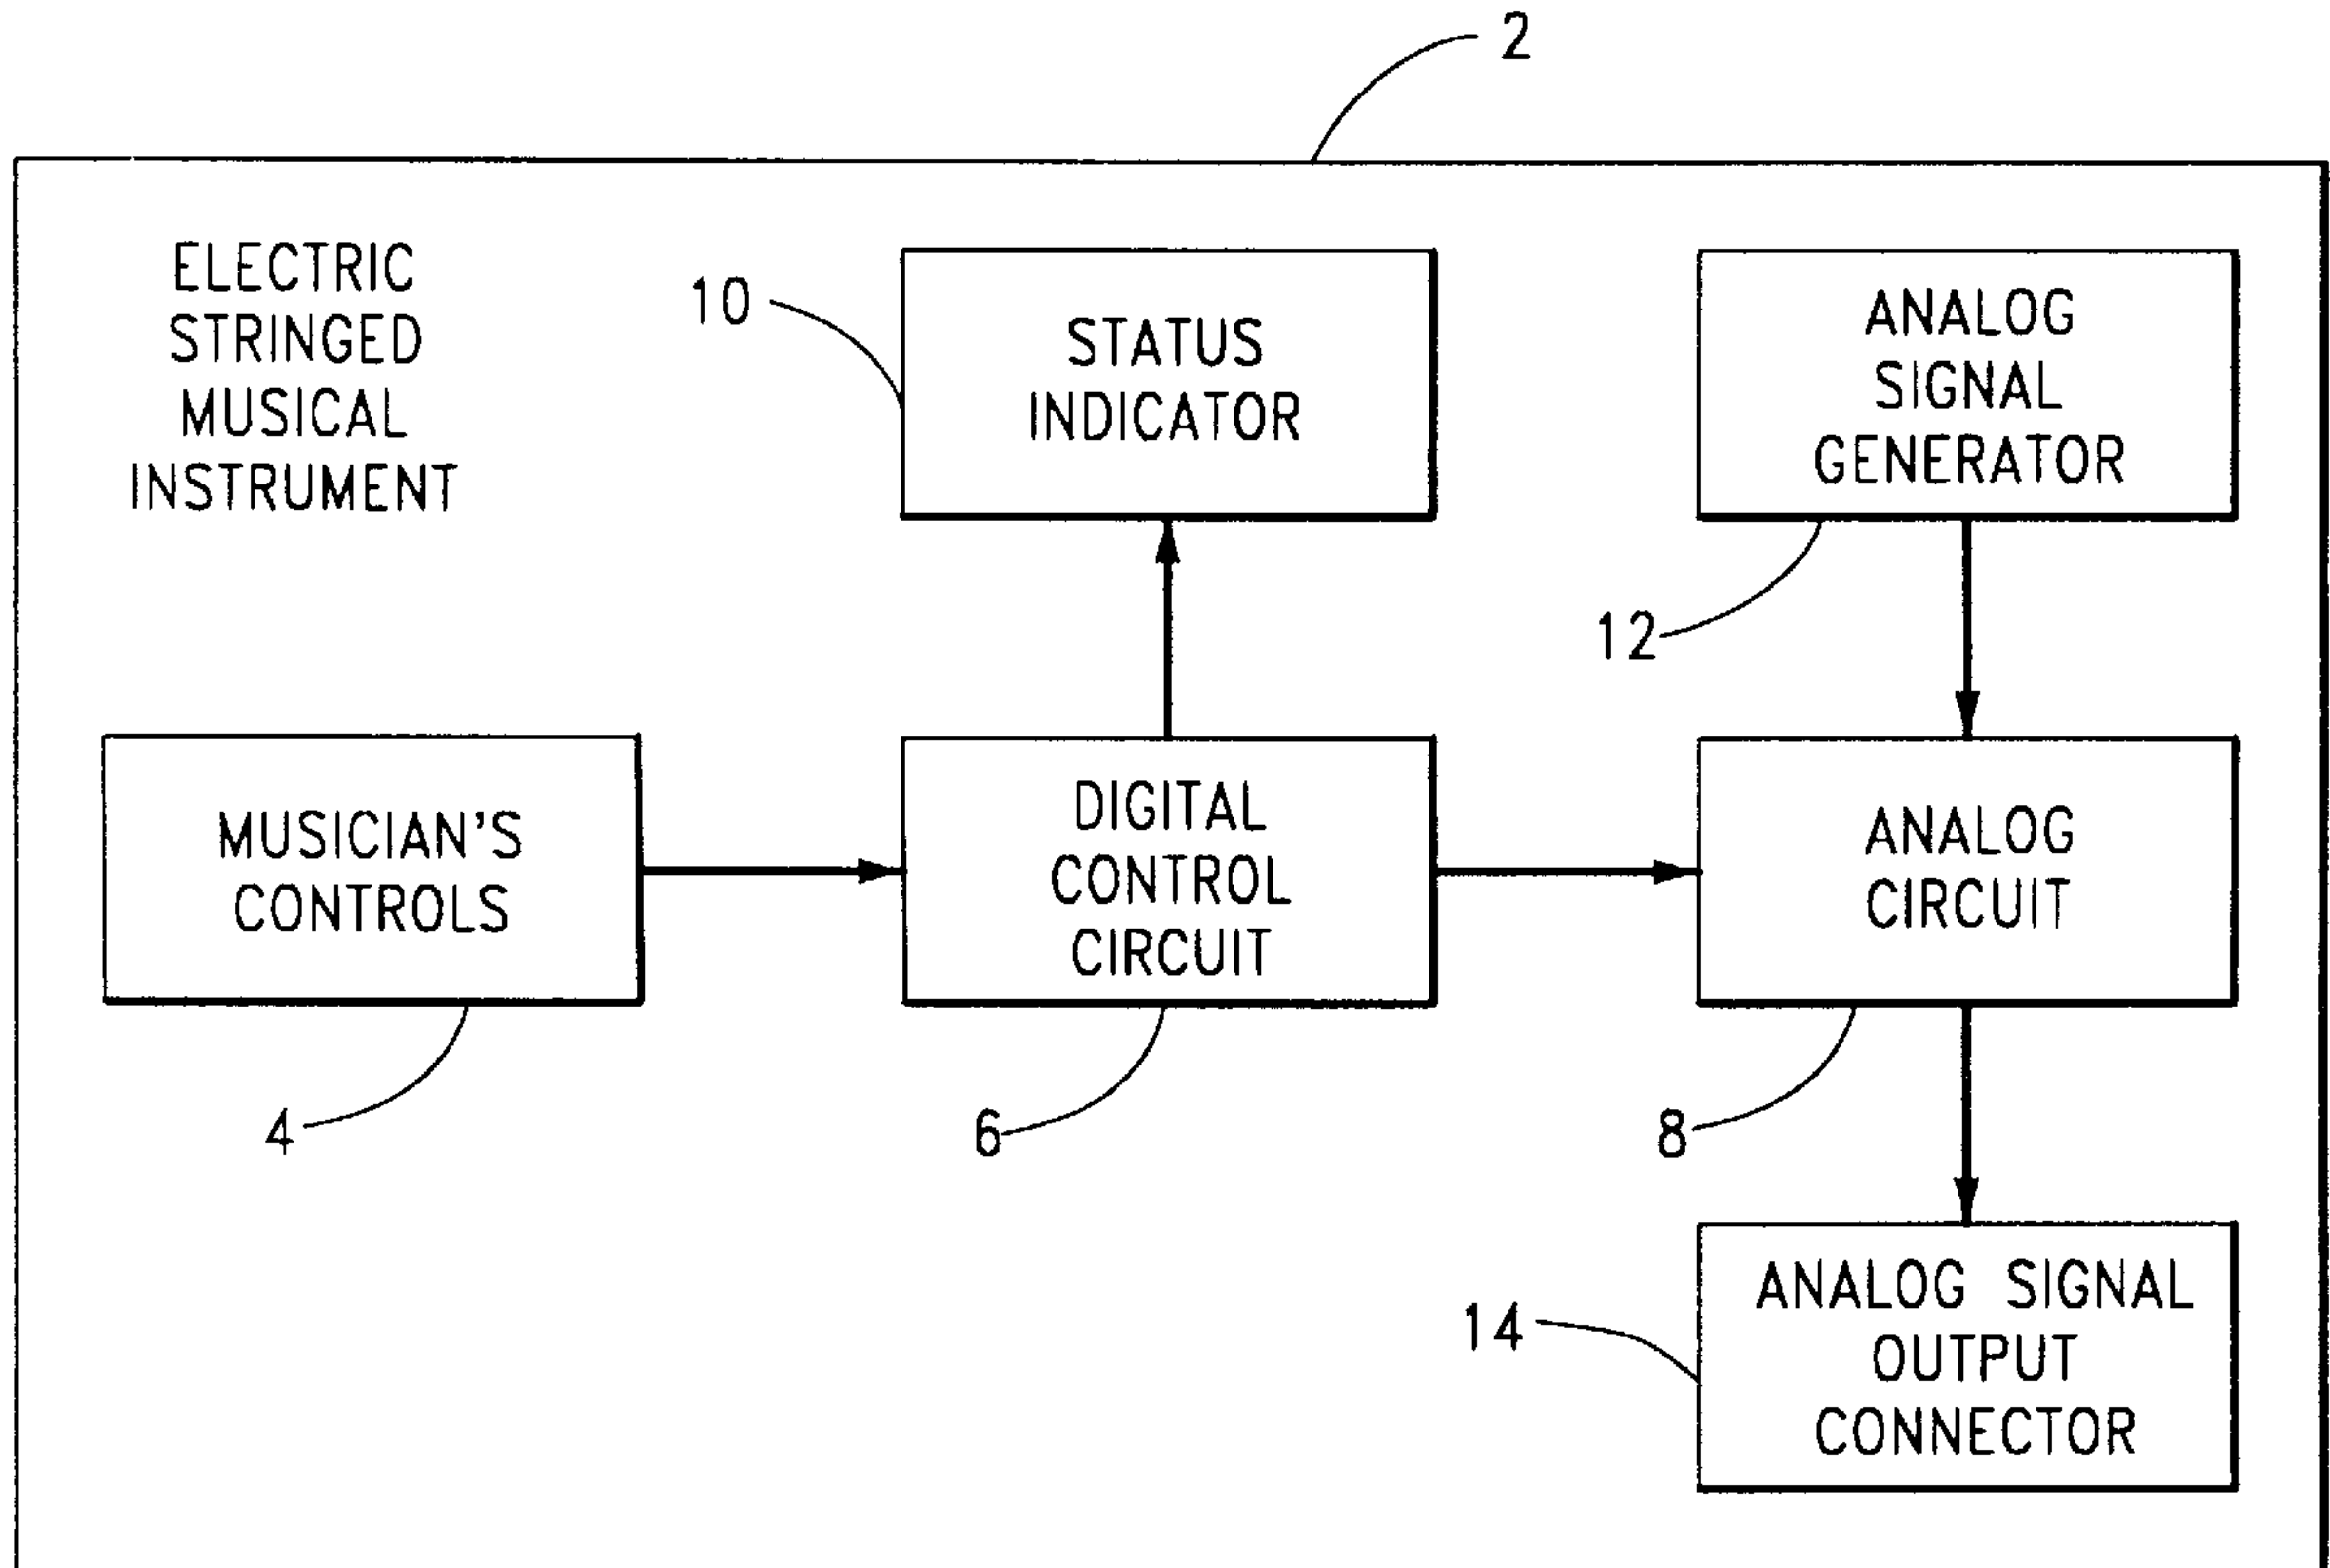 2
ELECTRIC
STRINGED
MUSICAL
INSTRUMENT
10
STATUS
INDICATOR
ANALOG
SIGNAL
GENERATOR
12
MUSICIAN'S
CONTROLS
DIGITAL
CONTROL
CIRCUIT
ANALOG
CIRCUIT
4
6
8
14
ANALOG SIGNAL
OUTPUT
CONNECTOR